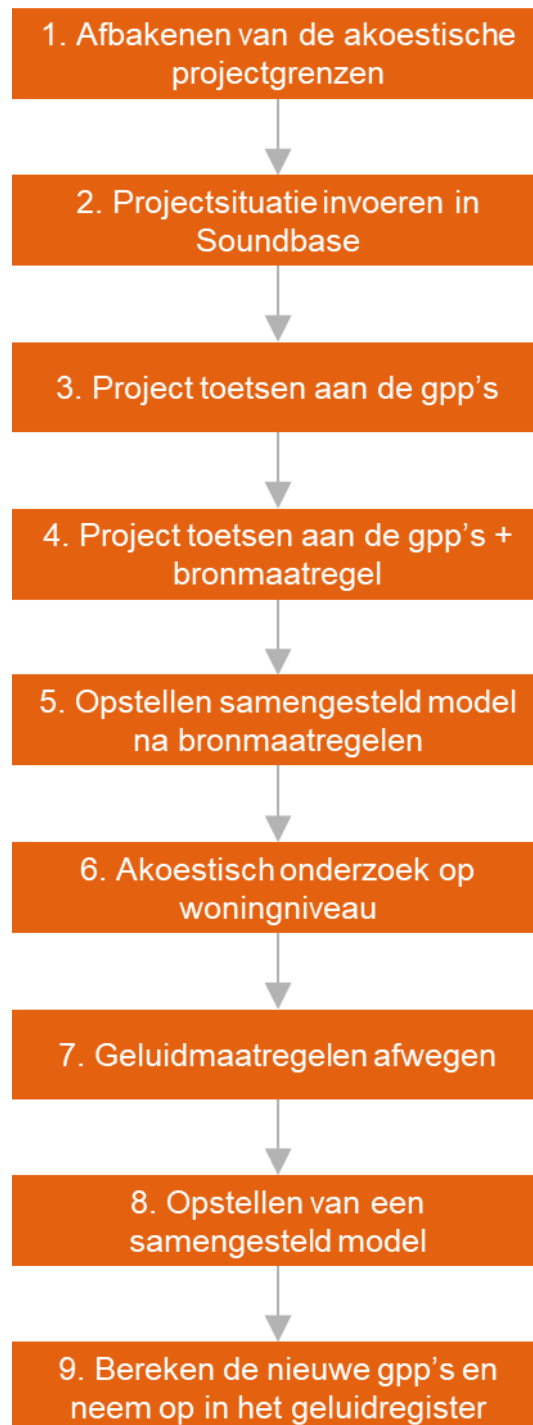 1. Afbakenen van de akoestische
projectgrenzen
2. Projectsituatie invoeren in
Soundbase
3. Project toetsen aan de gpp's
4. Project toetsen aan de gpp's +
bronmaatregel
5. Opstellen samengesteld model
na bronmaatregelen
6. Akoestisch onderzoek op
woningniveau
7. Geluidmaatregelen afwegen
8. Opstellen van een
samengesteld model
9. Bereken de nieuwe gpp's en
neem op in het geluidregister